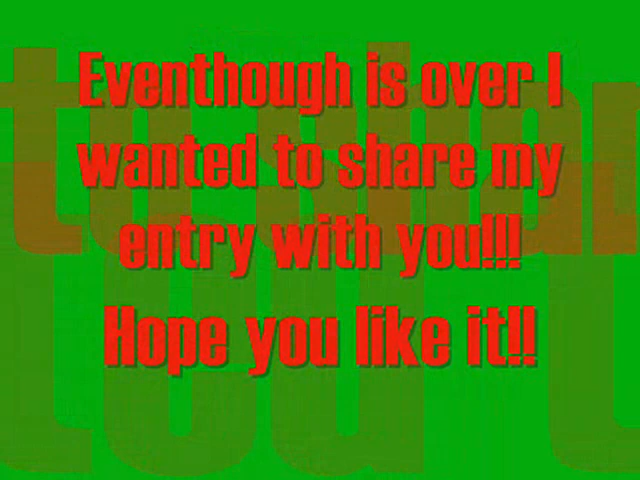 Eventhough is over I
wanted to share my
entry with you!!!
Hope you like it!!